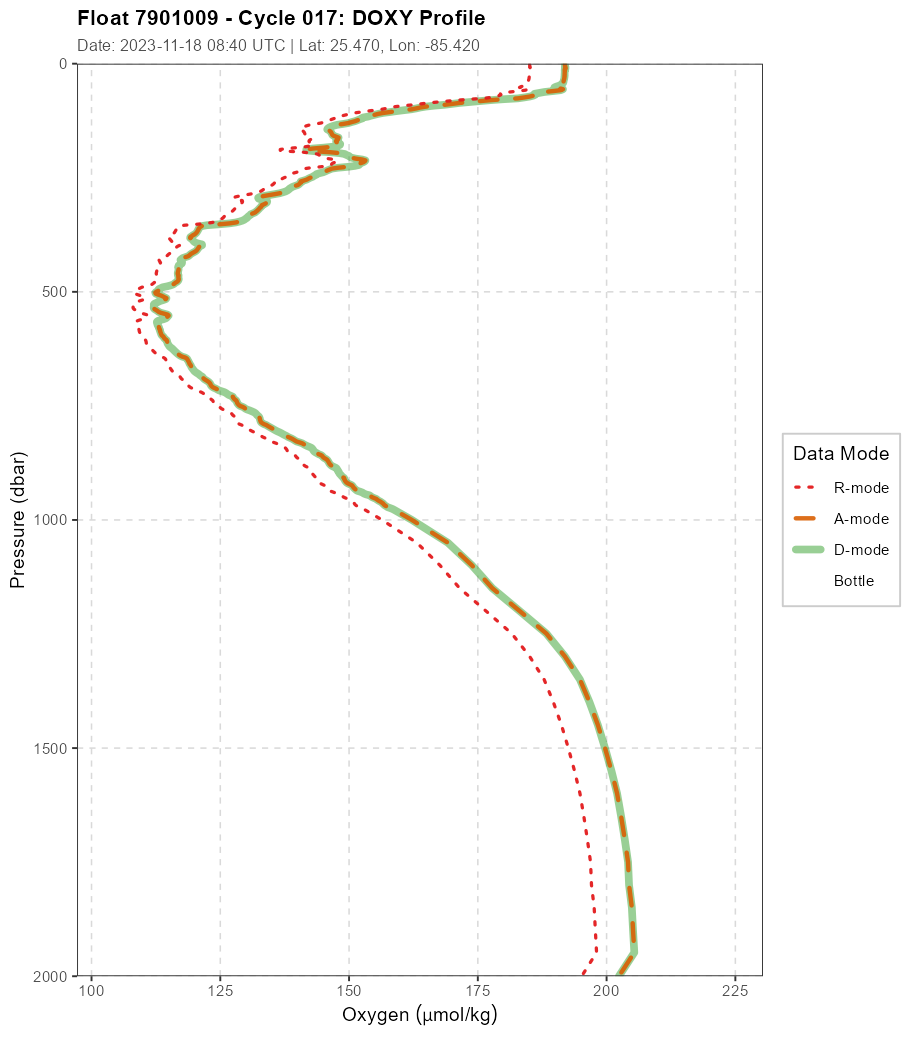 Float 7901009 - Cycle 017: DOXY Profile
Date: 2023-11-18 08:40 UTC | Lat: 25.470, Lon: -85.420
0
500
1000
1500
2000
Pressure (dbar)
100
125
150
175
200
225
Oxygen (μmol/kg)
Data Mode
R-mode
A-mode
D-mode
Bottle